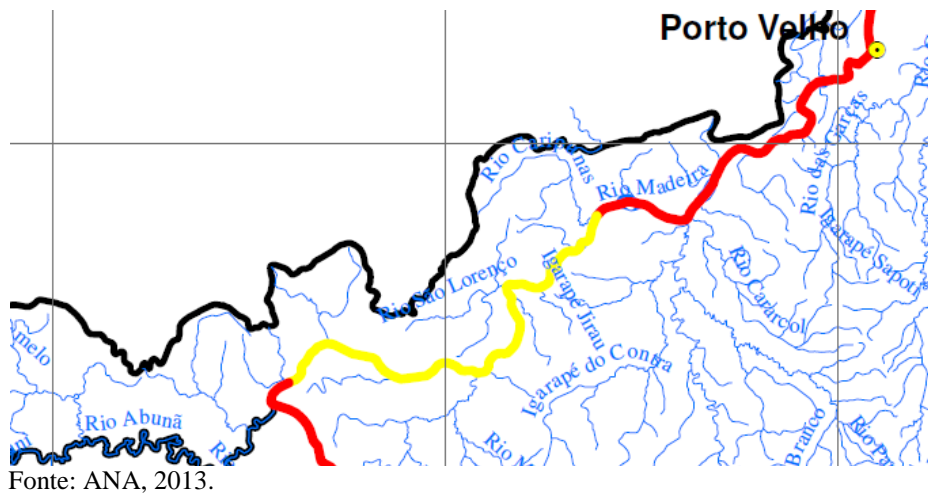 Porto Velho
Rio Caripunas
Rio Madeira
Rio das Garças
Igarapé Sapoti
Rio São Lorenço
Igarapé Jirau
Rio Caracol
Igarapé do Contra
Rio Abunã
Branco
Fonte: ANA, 2013.